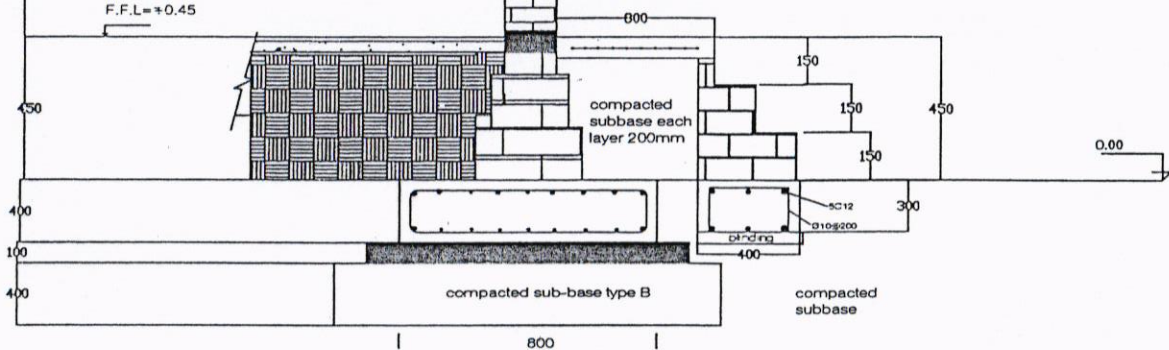 F.F.L=+0.45
800
450
150
compacted
subbase each
layer 200mm
150
450
150
0.00
400
5Ø12
300
Ø10@200
blinding
100
400
400
compacted sub-base type B
compacted
subbase
800